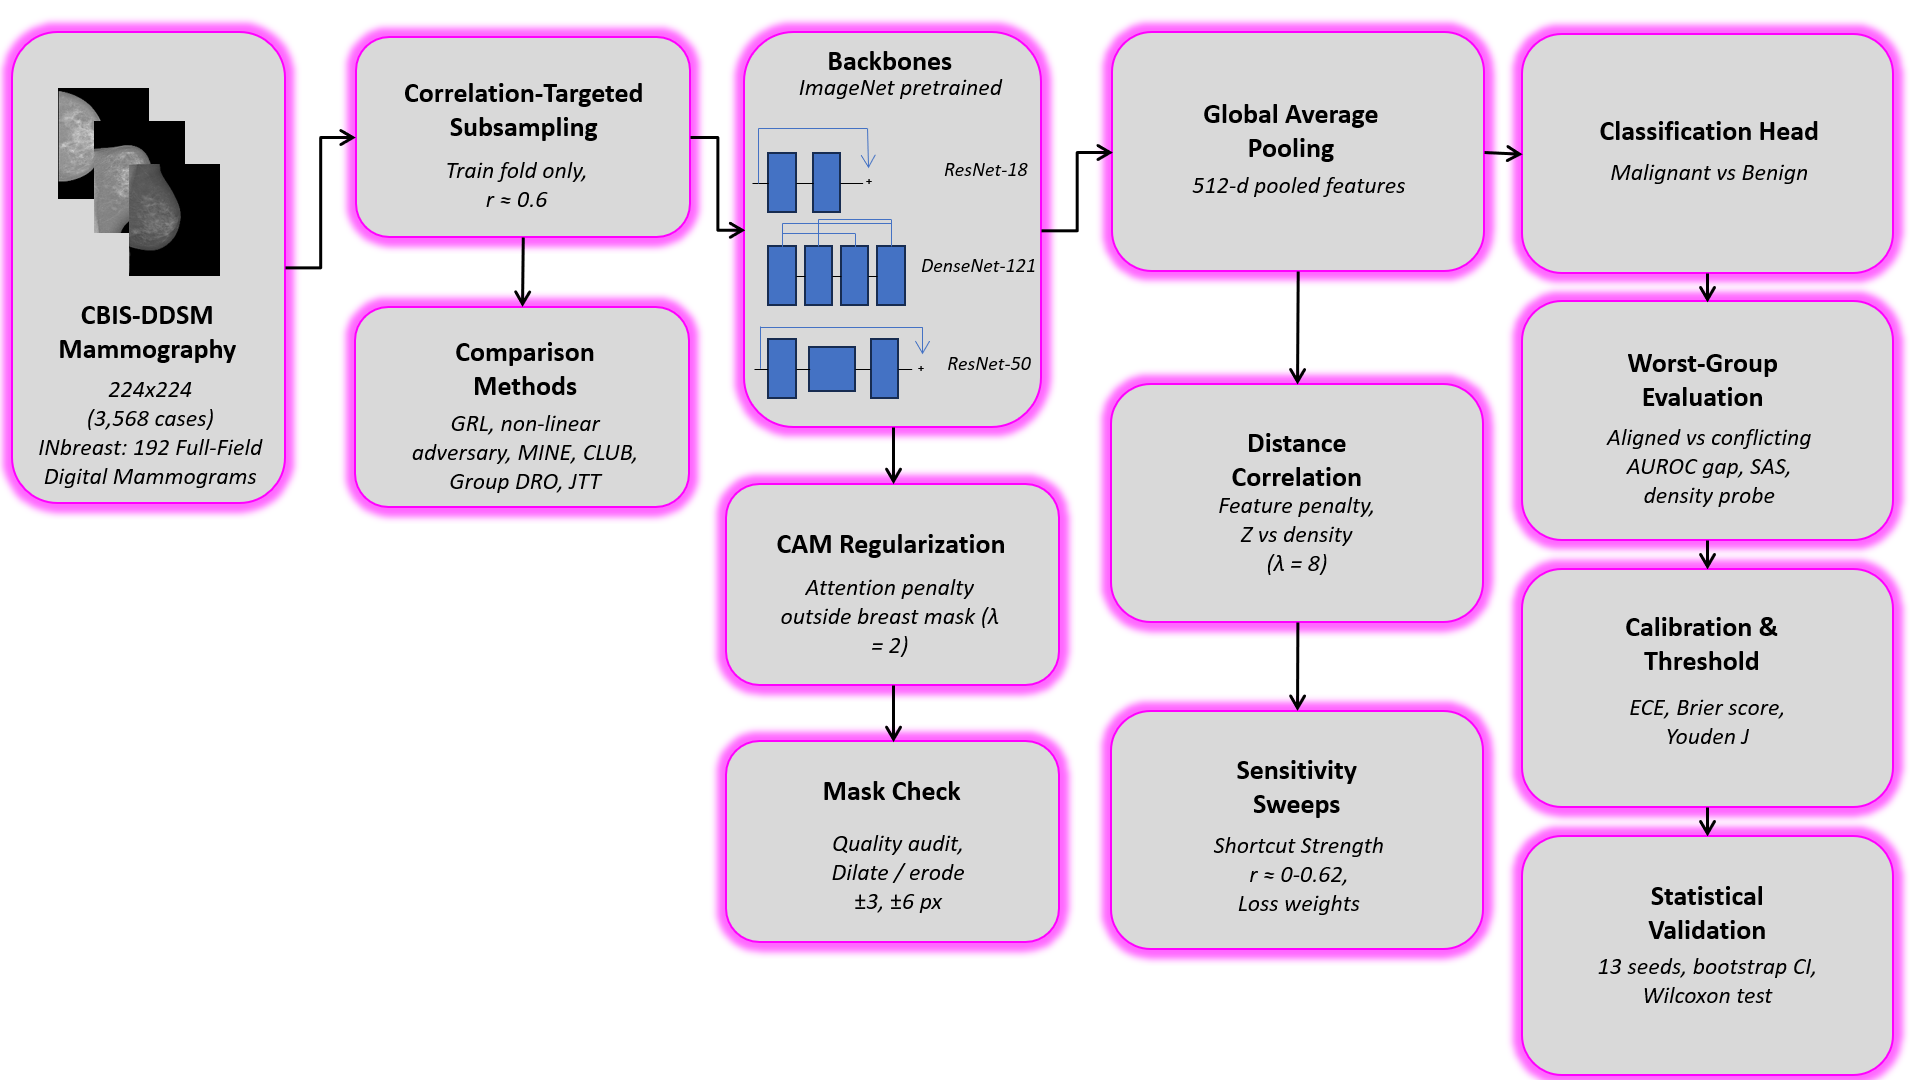 CBIS-DDSM
Mammography
224x224
(3,568 cases)
INbreast: 192 Full-Field
Digital Mammograms
Correlation-Targeted
Subsampling
Train fold only,
r ≈ 0.6
Comparison
Methods
GRL, non-linear
adversary, MINE, CLUB,
Group DRO, JTT
Backbones
ImageNet pretrained
+
ResNet-18
DenseNet-121
+
ResNet-50
CAM Regularization
Attention penalty
outside breast mask (λ
= 2)
Mask Check
Quality audit,
Dilate / erode
±3, ±6 px
Global Average
Pooling
512-d pooled features
Distance
Correlation
Feature penalty,
Z vs density
(λ = 8)
Sensitivity
Sweeps
Shortcut Strength
r ≈ 0-0.62,
Loss weights
Classification Head
Malignant vs Benign
Worst-Group
Evaluation
Aligned vs conflicting
AUROC gap, SAS,
density probe
Calibration &
Threshold
ECE, Brier score,
Youden J
Statistical
Validation
13 seeds, bootstrap CI,
Wilcoxon test